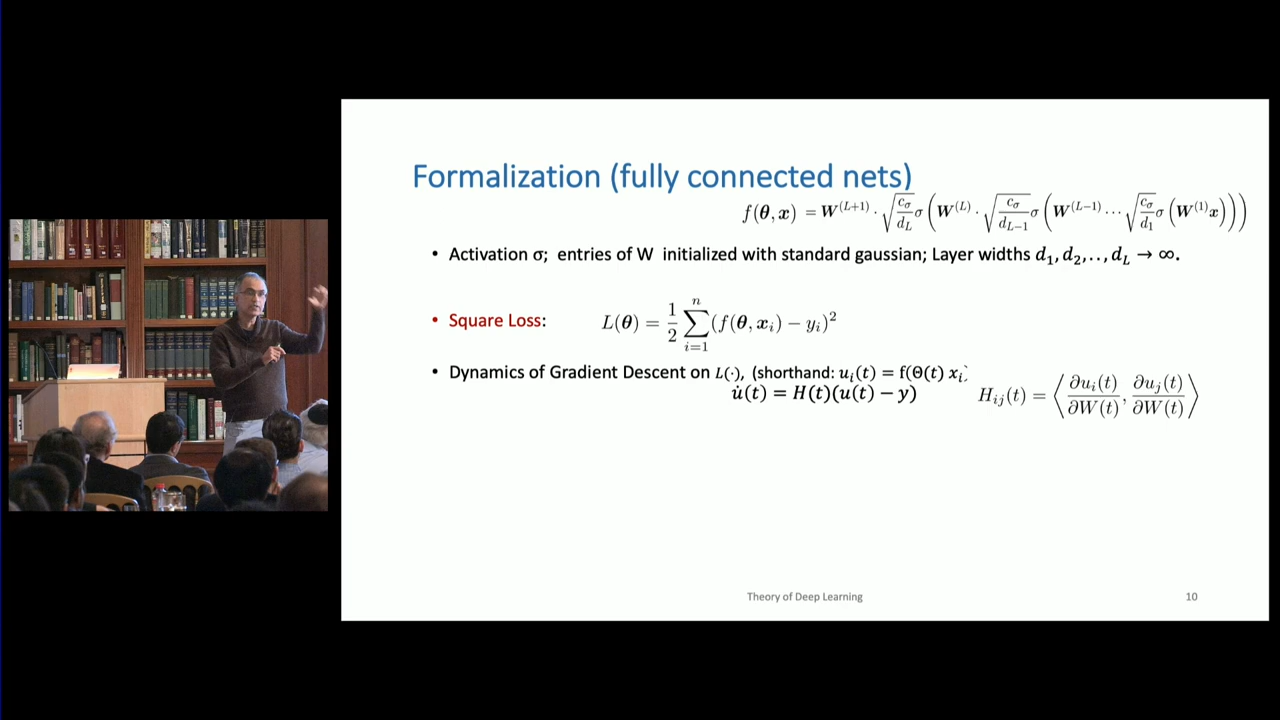 Formalization (fully connected nets)
f(θ, x) = W^{(L+1)} · √(c_σ/d_L) σ (W^{(L)} · √(c_σ/d_{L−1}) σ (W^{(L−1)} ⋯ √(c_σ/d_1) σ (W^{(1)}x)))
• Activation σ; entries of W initialized with standard gaussian; Layer widths d_1, d_2, . . , d_L → ∞.
• Square Loss: L(θ) = 1/2 ∑_{i=1}^{n} (f(θ, x_i) − y_i)^2
• Dynamics of Gradient Descent on L(·), (shorthand: u_i(t) = f(Θ(t) x_i)
u̇(t) = H(t)(u(t) − y) H_{ij}(t) = ⟨∂u_i(t)/∂W(t), ∂u_j(t)/∂W(t)⟩
Theory of Deep Learning 10